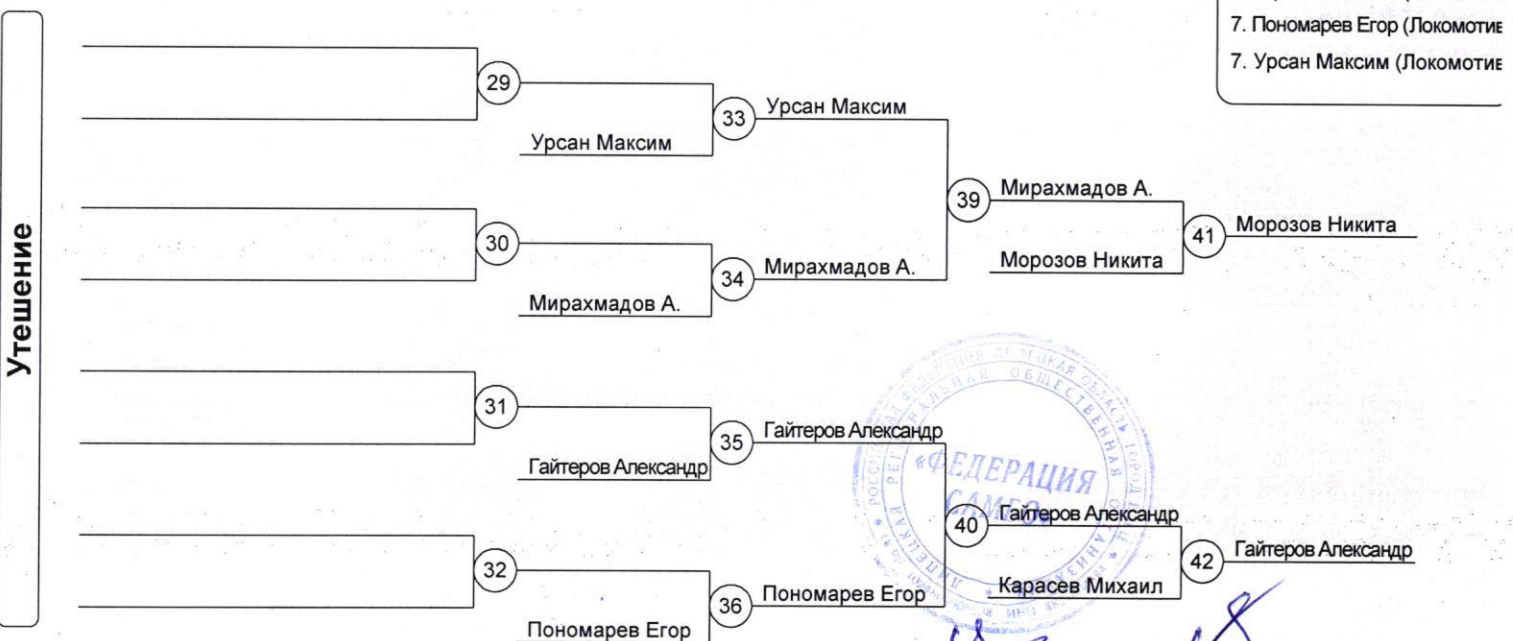 7. Пономарев Егор (Локомотив
7. Урсан Максим (Локомотив
Утешение
29
33
Урсан Максим
Урсан Максим
39
Мирахмадов А.
30
41
Морозов Никита
34
Мирахмадов А.
Морозов Никита
Мирахмадов А.
31
35
Гайтеров Александр
Гайтеров Александр
«ФЕДЕРАЦИЯ
САМБО»
40
Гайтеров Александр
32
42
Гайтеров Александр
36
Пономарев Егор
Карасев Михаил
Пономарев Егор